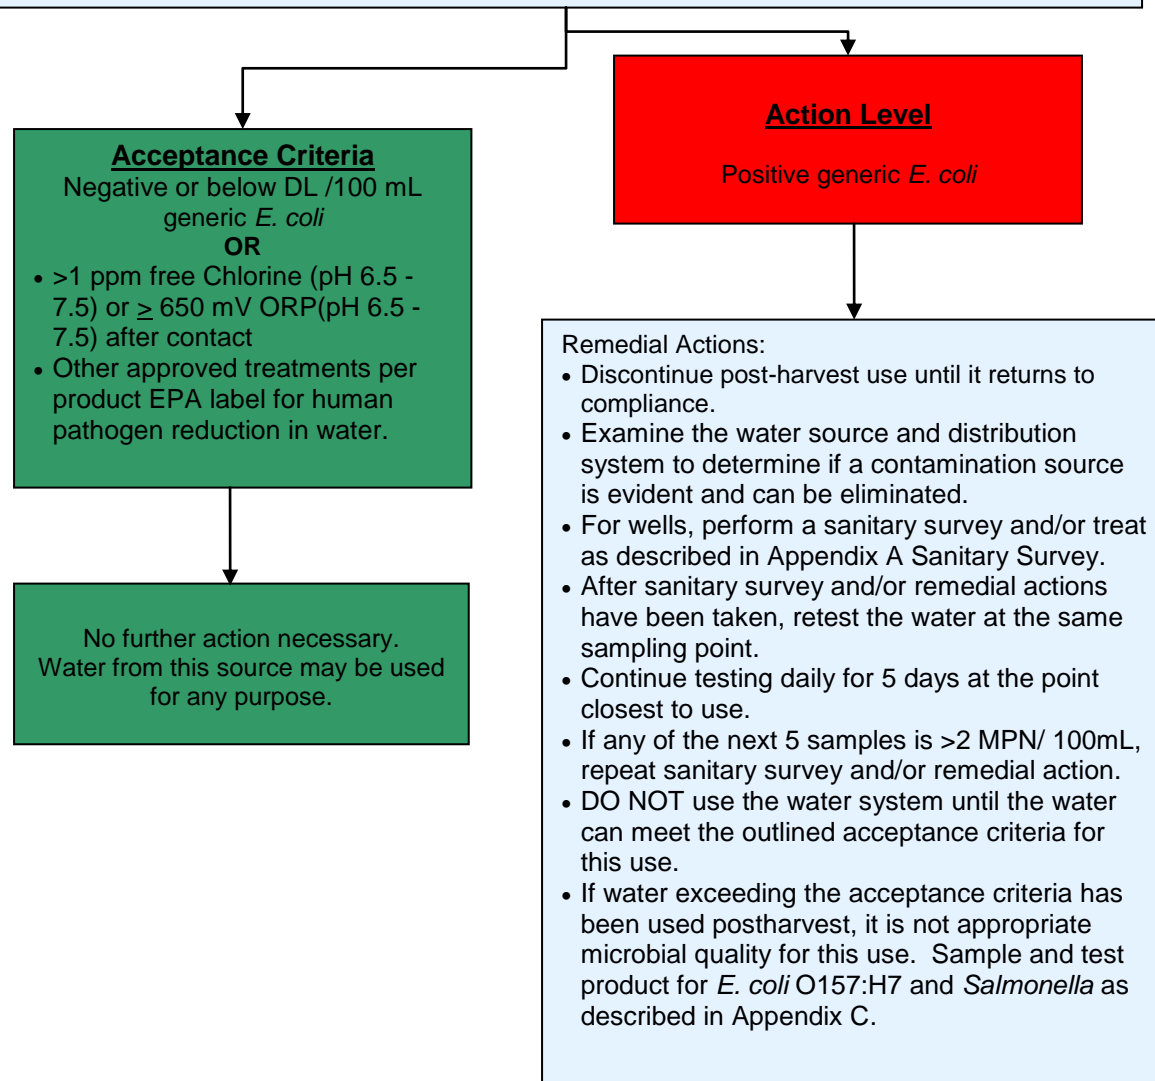 Acceptance Criteria
Negative or below DL /100 mL
generic E. coli
OR
• >1 ppm free Chlorine (pH 6.5 -
7.5) or > 650 mV ORP(pH 6.5 -
7.5) after contact
• Other approved treatments per
product EPA label for human
pathogen reduction in water.
No further action necessary.
Water from this source may be used
for any purpose.
Action Level
Positive generic E. coli
Remedial Actions:
• Discontinue post-harvest use until it returns to
compliance.
• Examine the water source and distribution
system to determine if a contamination source
is evident and can be eliminated.
• For wells, perform a sanitary survey and/or treat
as described in Appendix A Sanitary Survey.
• After sanitary survey and/or remedial actions
have been taken, retest the water at the same
sampling point.
• Continue testing daily for 5 days at the point
closest to use.
• If any of the next 5 samples is >2 MPN/ 100mL,
repeat sanitary survey and/or remedial action.
• DO NOT use the water system until the water
can meet the outlined acceptance criteria for
this use.
• If water exceeding the acceptance criteria has
been used postharvest, it is not appropriate
microbial quality for this use.  Sample and test
product for E. coli O157:H7 and Salmonella as
described in Appendix C.